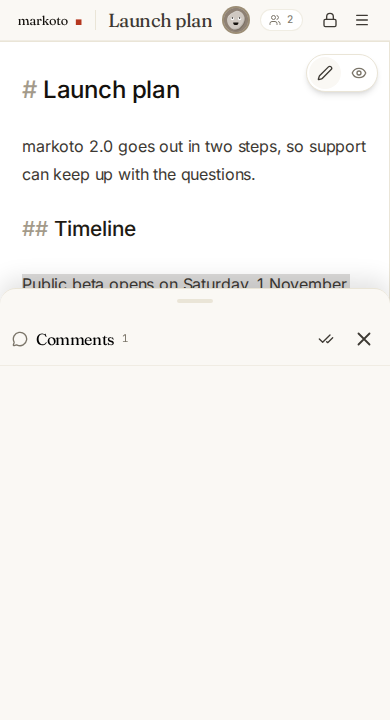 markoto
Launch plan
2
# Launch plan
markoto 2.0 goes out in two steps, so support
can keep up with the questions.
## Timeline
Public beta opens on Saturday, 1 November
Comments 1